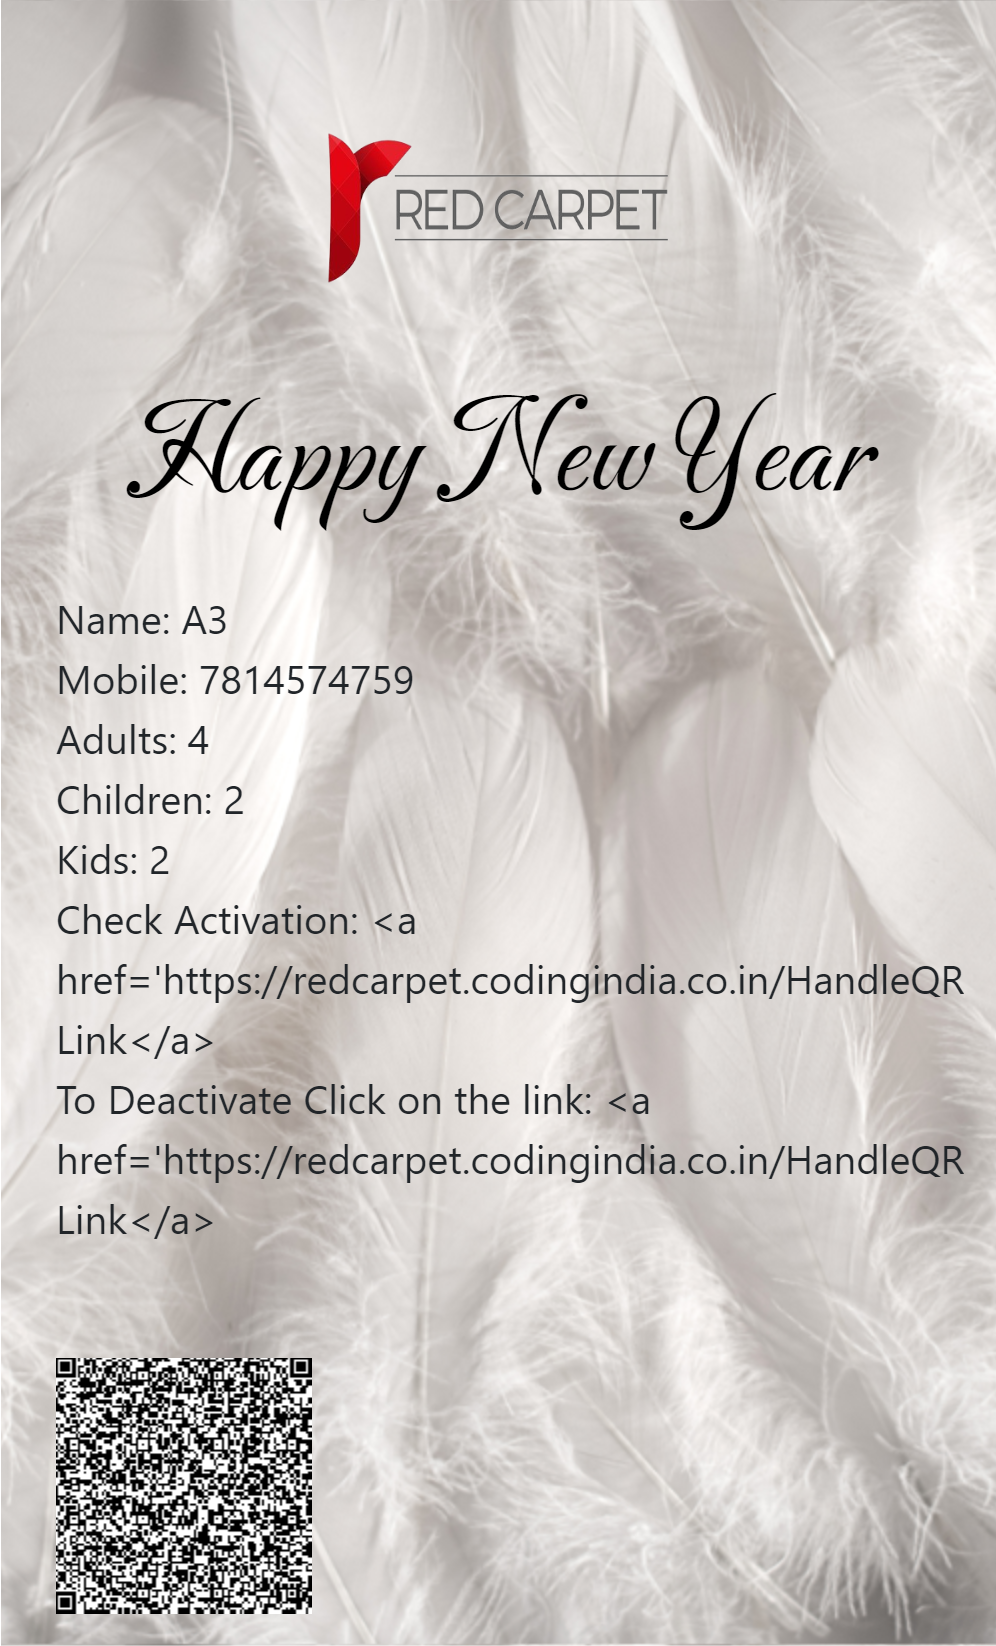 RED CARPET
Happy New Year
Name: A3
Mobile: 7814574759
Adults: 4
Children: 2
Kids: 2
Check Activation: <a
href='https://redcarpet.codingindia.co.in/HandleQR
Link</a>
To Deactivate Click on the link: <a
href='https://redcarpet.codingindia.co.in/HandleQR
Link</a>